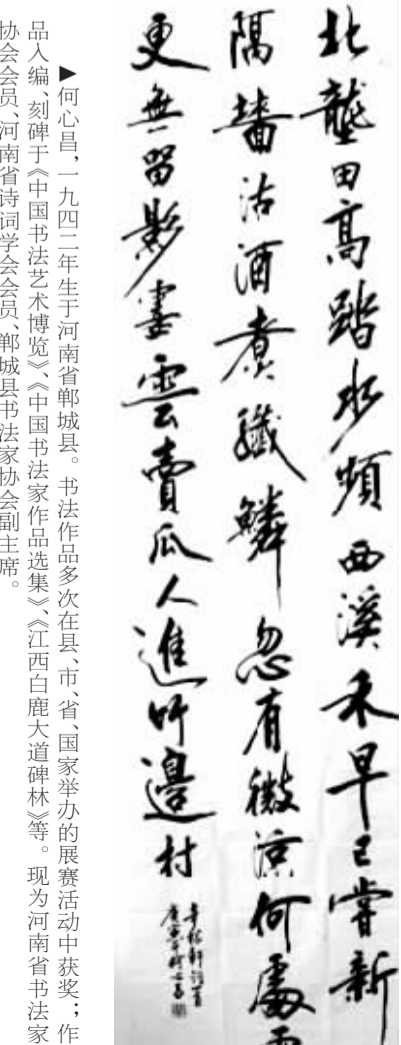 北壟田高踏水頻西溪禾早已嘗新
隔墻沽酒煮纖鱗忽有微涼何處雨
更無留影霎雲賣瓜人進竹邊村
辛稼軒詞
▶何心昌,一九四二年生于河南省郸城县。书法作品多次在县、市、省、国家举办的展赛活动中获奖;作
品入编、刻碑于《中国书法艺术博览》、《中国书法家作品选集》、《江西白鹿大道碑林》等。现为河南省书法家
协会会员、河南省诗词学会会员、郸城县书法家协会副主席。